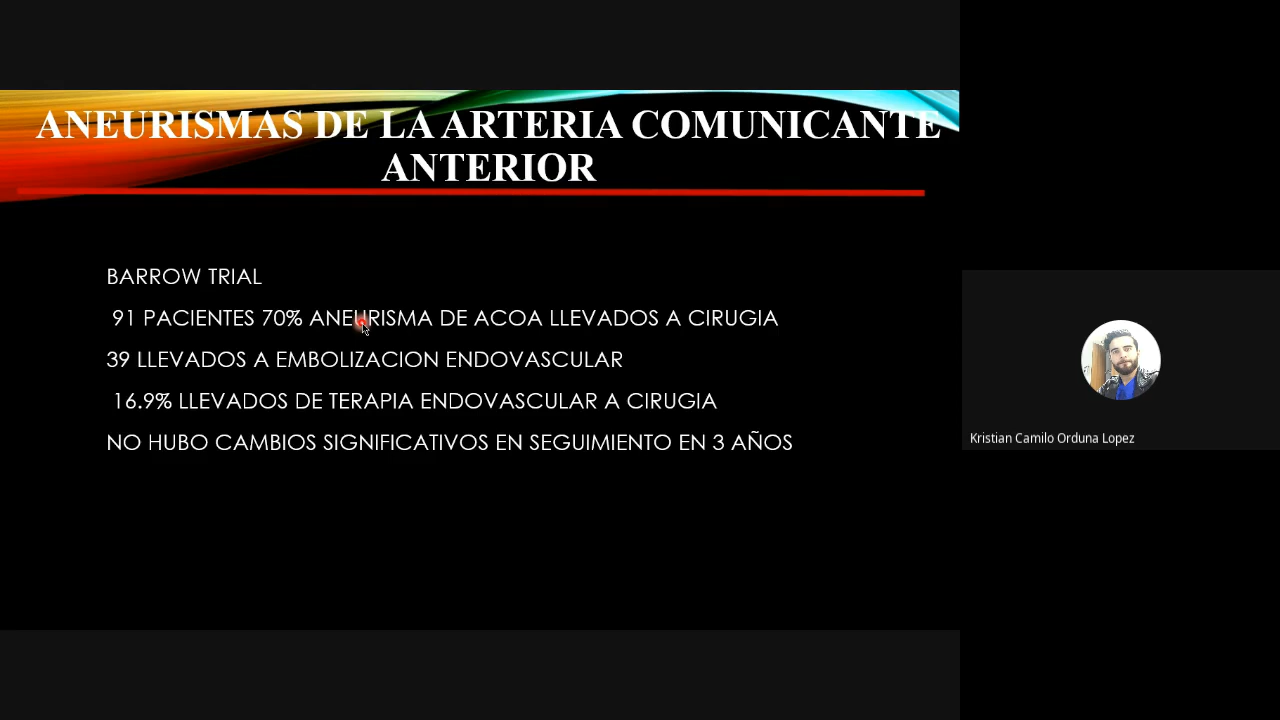 ANEURISMAS DE LA ARTERIA COMUNICANTE
ANTERIOR
BARROW TRIAL
91 PACIENTES 70% ANEURISMA DE ACOA LLEVADOS A CIRUGIA
39 LLEVADOS A EMBOLIZACION ENDOVASCULAR
16.9% LLEVADOS DE TERAPIA ENDOVASCULAR A CIRUGIA
NO HUBO CAMBIOS SIGNIFICATIVOS EN SEGUIMIENTO EN 3 AÑOS
Kristian Camilo Orduna Lopez